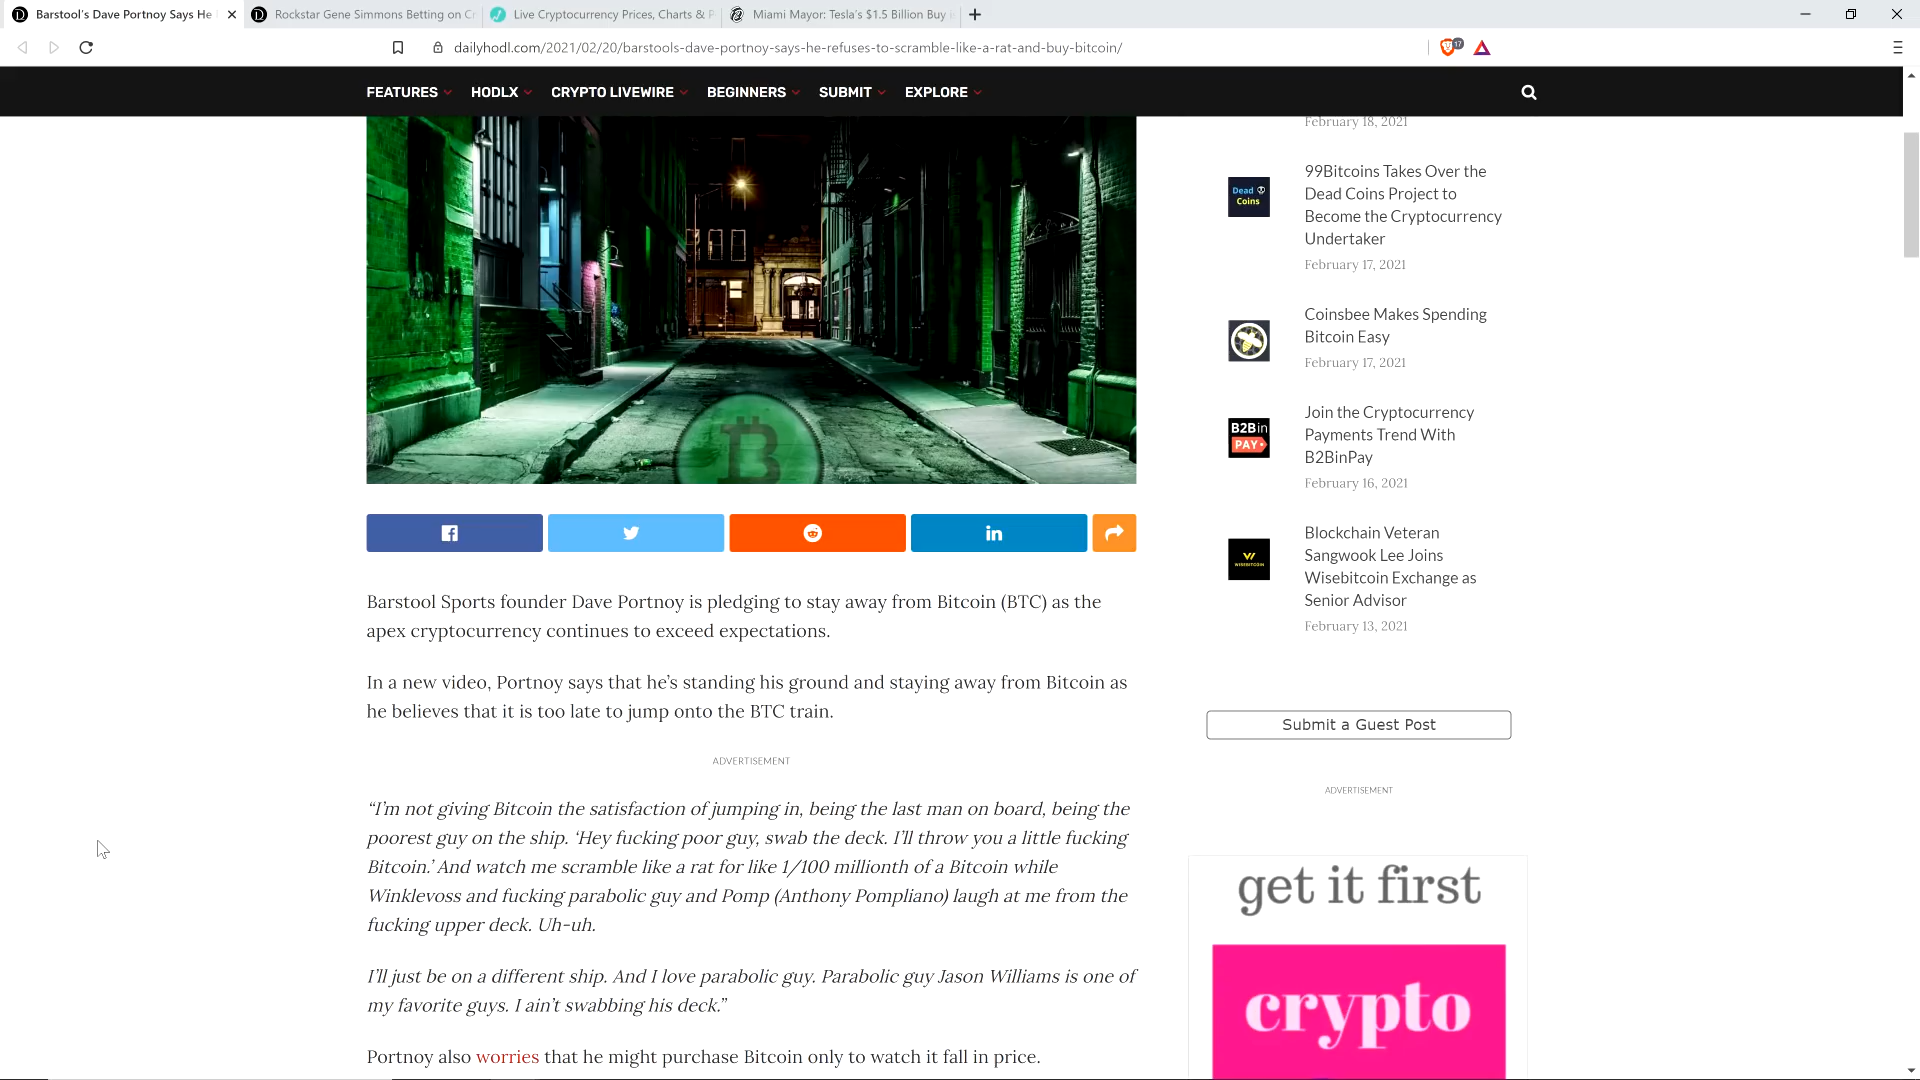 Barstool's Dave Portnoy Says He
Rockstar Gene Simmons Betting on Cr
Live Cryptocurrency Prices, Charts & P
Miami Mayor: Tesla's $1.5 Billion Buy
dailyhodl.com/2021/02/20/barstools-dave-portnoy-says-he-refuses-to-scramble-like-a-rat-and-buy-bitcoin/
17
FEATURES HODLX CRYPTO LIVEWIRE BEGINNERS SUBMIT EXPLORE
Barstool Sports founder Dave Portnoy is pledging to stay away from Bitcoin (BTC) as the
apex cryptocurrency continues to exceed expectations.
In a new video, Portnoy says that he's standing his ground and staying away from Bitcoin as
he believes that it is too late to jump onto the BTC train.
ADVERTISEMENT
“I'm not giving Bitcoin the satisfaction of jumping in, being the last man on board, being the
poorest guy on the ship. ‘Hey fucking poor guy, swab the deck. I'll throw you a little fucking
Bitcoin.’ And watch me scramble like a rat for like 1/100 millionth of a Bitcoin while
Winklevoss and fucking parabolic guy and Pomp (Anthony Pompliano) laugh at me from the
fucking upper deck. Uh-uh.
I'll just be on a different ship. And I love parabolic guy. Parabolic guy Jason Williams is one of
my favorite guys. I ain't swabbing his deck.”
Portnoy also worries that he might purchase Bitcoin only to watch it fall in price.
February 18, 2021
Dead
Coins
99Bitcoins Takes Over the
Dead Coins Project to
Become the Cryptocurrency
Undertaker
February 17, 2021
Coinsbee Makes Spending
Bitcoin Easy
February 17, 2021
B2Bin
PAY
Join the Cryptocurrency
Payments Trend With
B2BinPay
February 16, 2021
WISEBITCOIN
Blockchain Veteran
Sangwook Lee Joins
Wisebitcoin Exchange as
Senior Advisor
February 13, 2021
Submit a Guest Post
ADVERTISEMENT
get it first
crypto